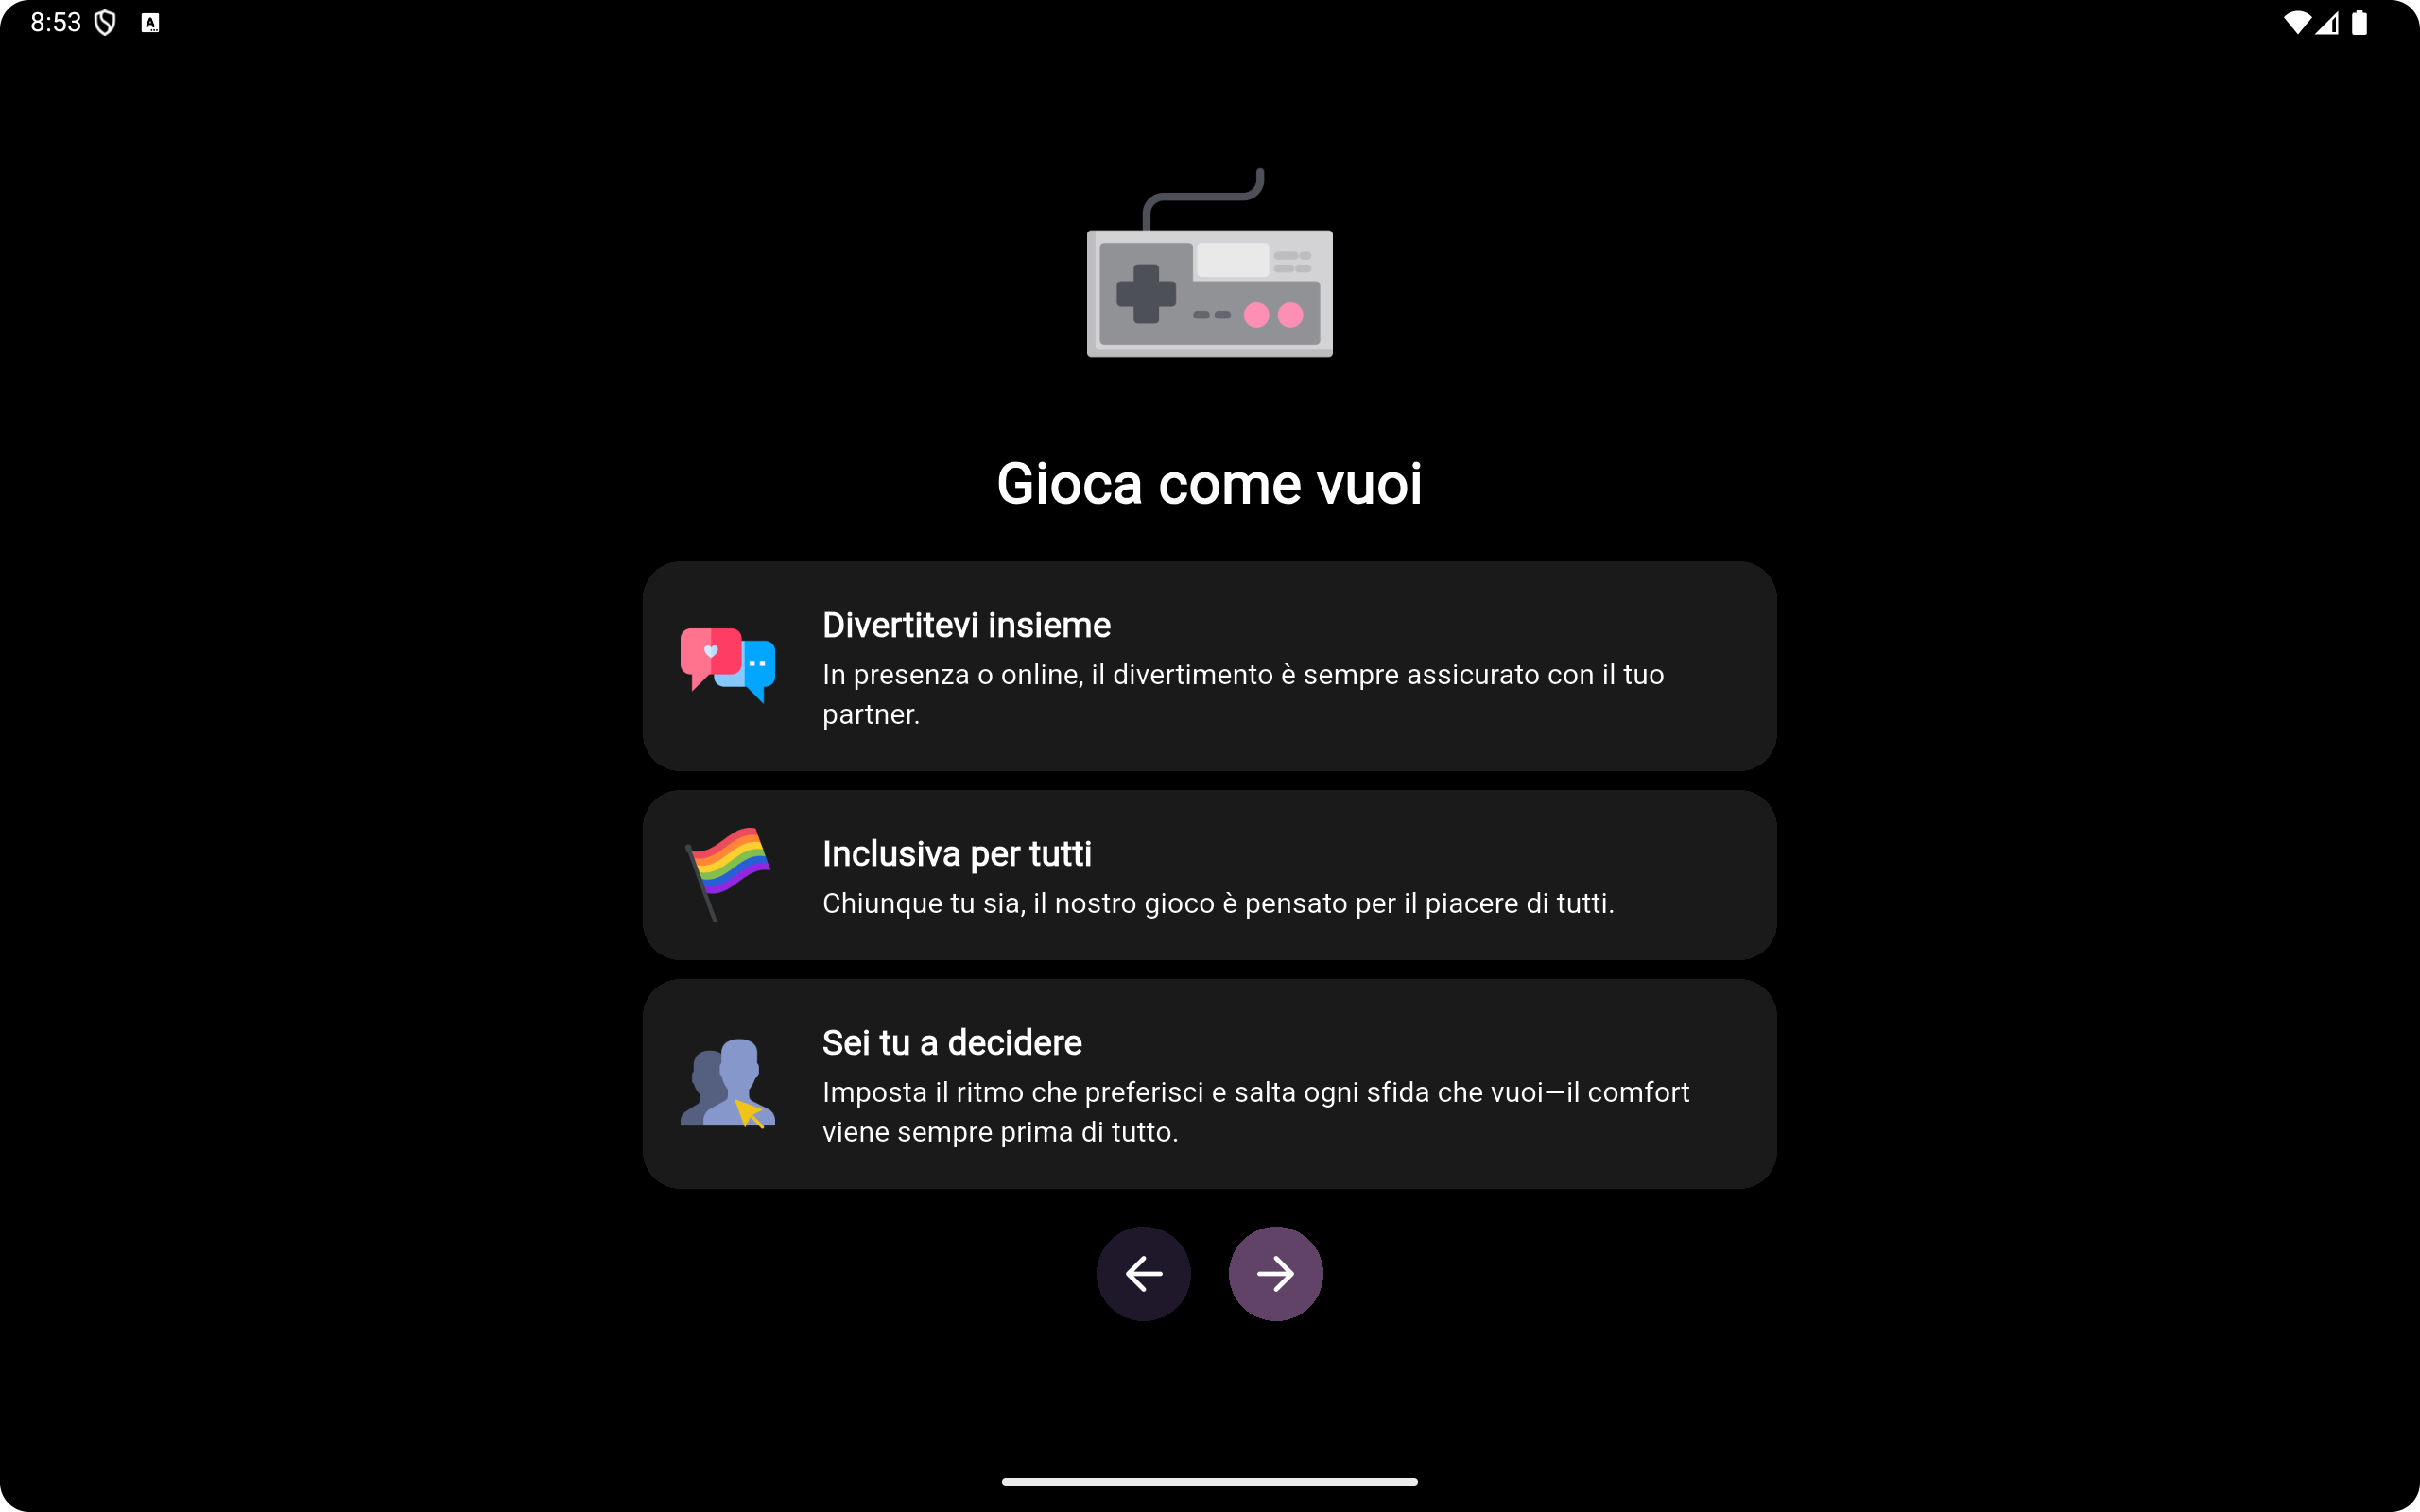 8:53
Gioca come vuoi
Divertitevi insieme
In presenza o online, il divertimento è sempre assicurato con il tuo
partner.
Inclusiva per tutti
Chiunque tu sia, il nostro gioco è pensato per il piacere di tutti.
Sei tu a decidere
Imposta il ritmo che preferisci e salta ogni sfida che vuoi—il comfort
viene sempre prima di tutto.